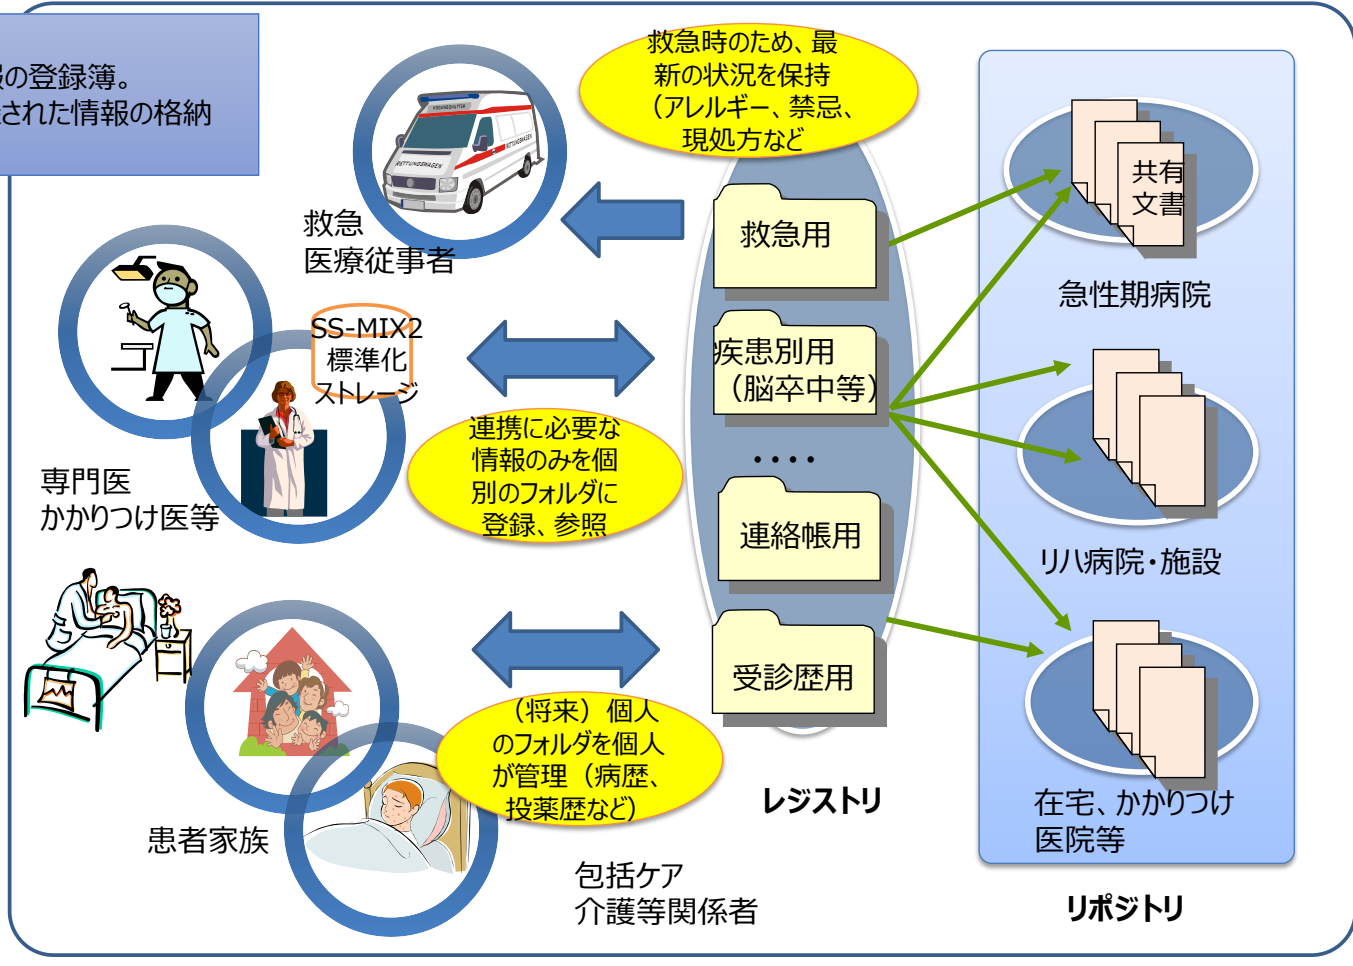 報の登録簿。
された情報の格納
救急時のため、最
新の状況を保持
（アレルギー、禁忌、
現処方など
救急
医療従事者
SS-MIX2
標準化
ストレージ
専門医
かかりつけ医等
連携に必要な
情報のみを個
別のフォルダに
登録、参照
（将来）個人
のフォルダを個人
が管理（病歴、
投薬歴など）
患者家族
包括ケア
介護等関係者
救急用
疾患別用
（脳卒中等）
・・・・
連絡帳用
受診歴用
レジストリ
共有
文書
急性期病院
リハ病院・施設
在宅、かかりつけ
医院等
リポジトリ
RETTUNGSWAGEN
RETTUNGSWAGEN